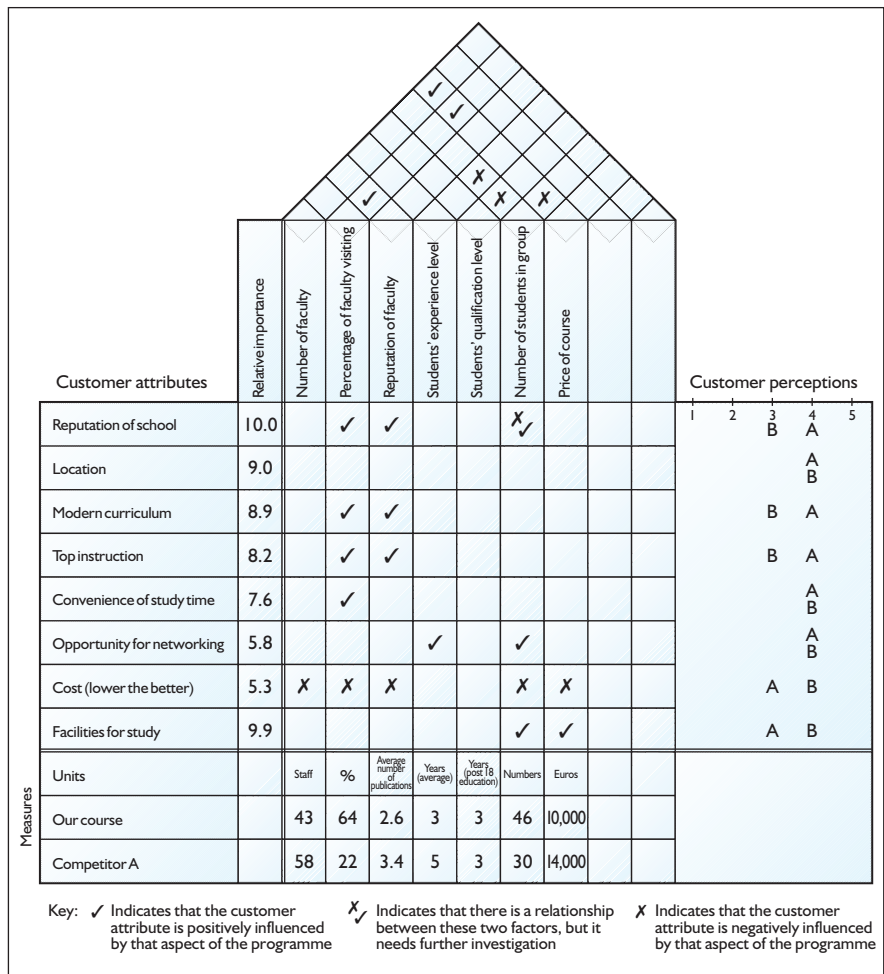 Relative importance
Number of faculty
Percentage of faculty visiting
Reputation of faculty
Students' experience level
Students' qualification level
Number of students in group
Price of course
Customer attributes
Customer perceptions
1 2 3 4 5
Reputation of school 10.0 ✓ ✓ ✗✓ B A
Location 9.0 A
B
Modern curriculum 8.9 ✓ ✓ B A
Top instruction 8.2 ✓ ✓ B A
Convenience of study time 7.6 ✓ A
B
Opportunity for networking 5.8 ✓ ✓ A
B
Cost (lower the better) 5.3 ✗ ✗ ✗ ✗ ✗ A B
Facilities for study 9.9 ✓ ✓ A B
Measures
Units Staff % Average number of publications Years (average) Years (post 18 education) Numbers Euros
Our course 43 64 2.6 3 3 46 10,000
Competitor A 58 22 3.4 5 3 30 14,000
Key: ✓ Indicates that the customer
attribute is positively influenced
by that aspect of the programme
✗✓ Indicates that there is a relationship
between these two factors, but it
needs further investigation
✗ Indicates that the customer
attribute is negatively influenced
by that aspect of the programme